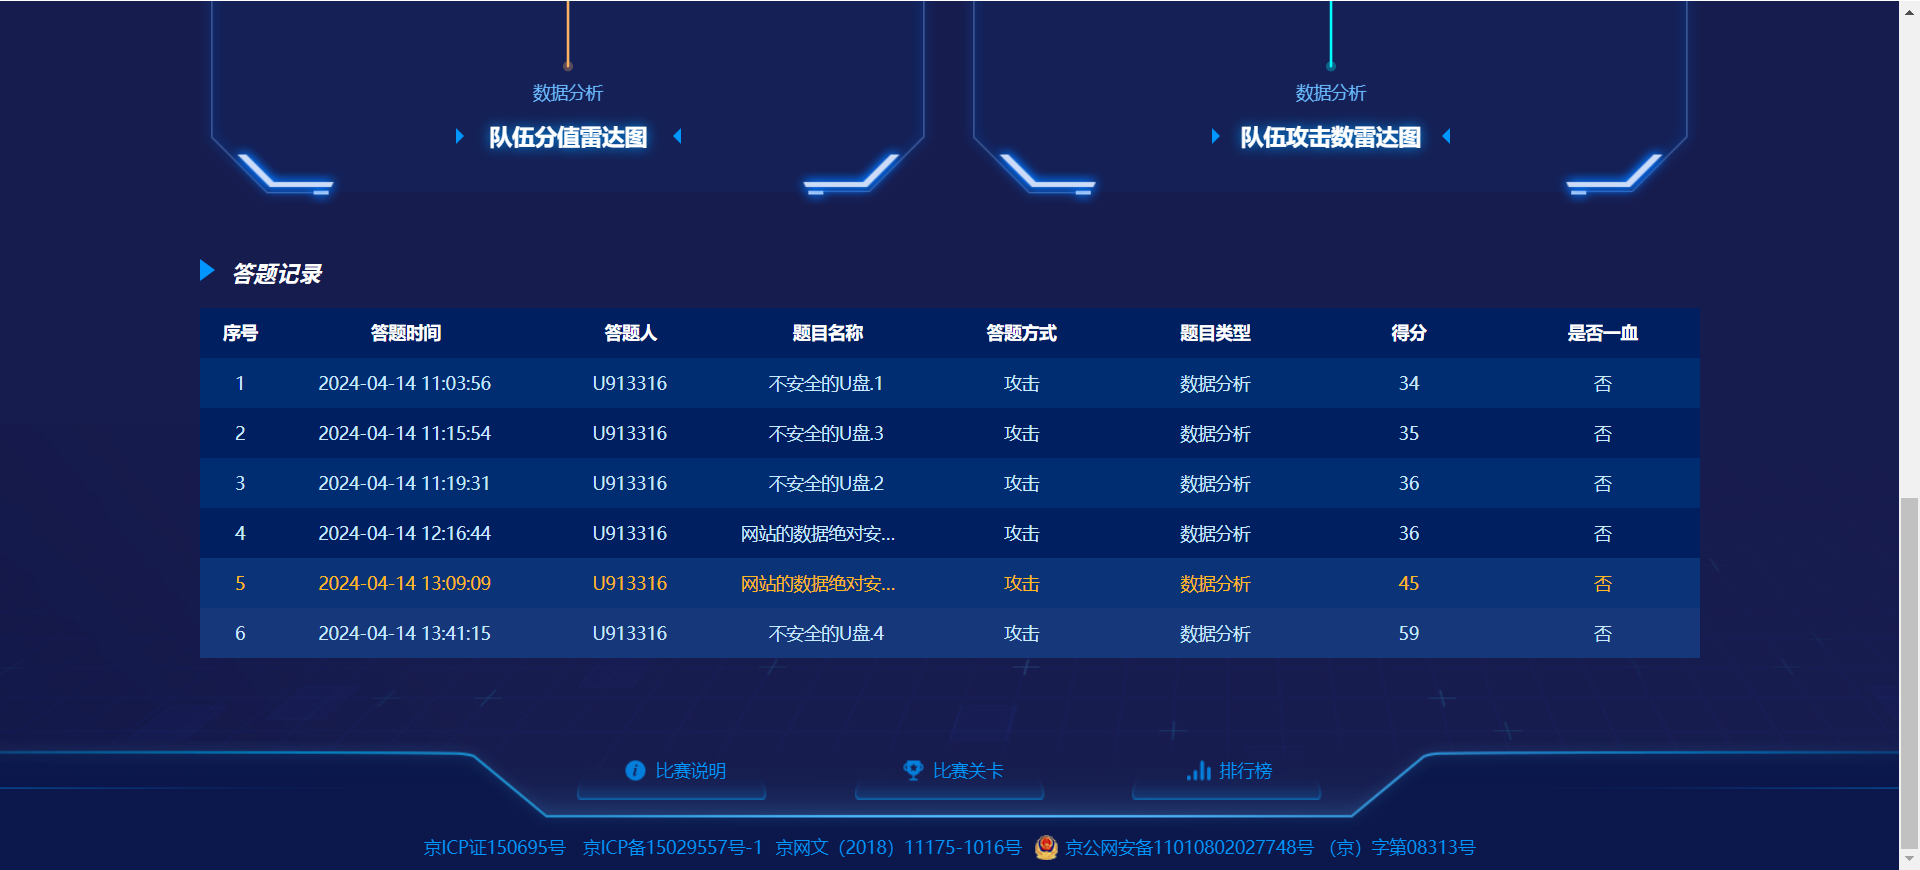 数据分析 数据分析
队伍分值雷达图 队伍攻击数雷达图
答题记录
序号 答题时间 答题人 题目名称 答题方式 题目类型 得分 是否一血
1 2024-04-14 11:03:56 U913316 不安全的U盘.1 攻击 数据分析 34 否
2 2024-04-14 11:15:54 U913316 不安全的U盘.3 攻击 数据分析 35 否
3 2024-04-14 11:19:31 U913316 不安全的U盘.2 攻击 数据分析 36 否
4 2024-04-14 12:16:44 U913316 网站的数据绝对安... 攻击 数据分析 36 否
5 2024-04-14 13:09:09 U913316 网站的数据绝对安... 攻击 数据分析 45 否
6 2024-04-14 13:41:15 U913316 不安全的U盘.4 攻击 数据分析 59 否
比赛说明 比赛关卡 排行榜
京ICP证150695号 京ICP备15029557号-1 京网文（2018）11175-1016号 京公网安备11010802027748号 （京）字第08313号